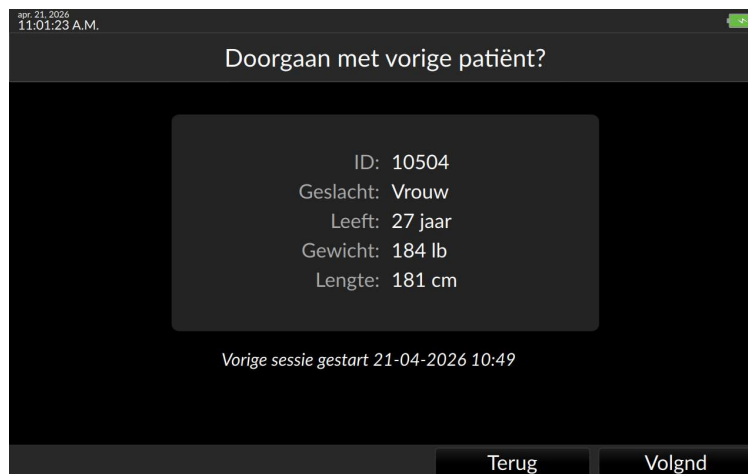 apr. 21, 2026
11:01:23 A.M.
Doorgaan met vorige patiënt?
ID: 10504
Geslacht: Vrouw
Leeft: 27 jaar
Gewicht: 184 lb
Lengte: 181 cm
Vorige sessie gestart 21-04-2026 10:49
Terug Volgnd